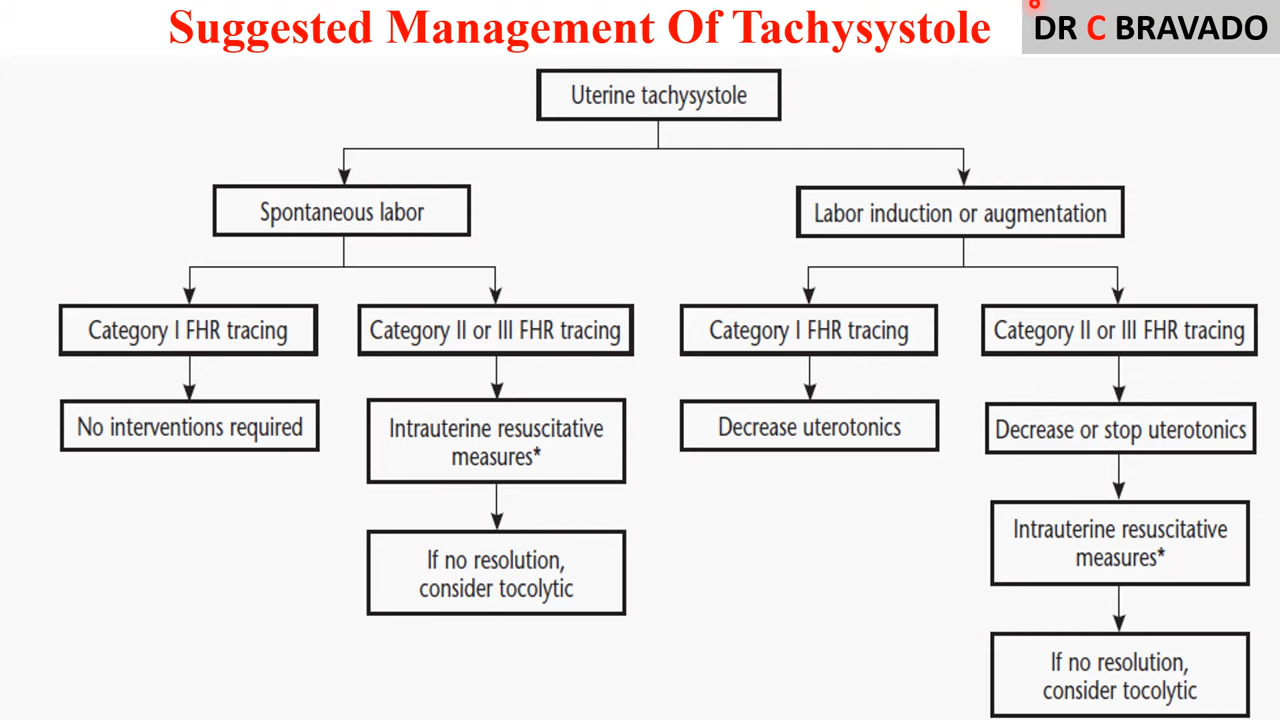 Suggested Management Of Tachysystole
DR C BRAVADO
Uterine tachysystole
Spontaneous labor
Labor induction or augmentation
Category I FHR tracing
Category II or III FHR tracing
Category I FHR tracing
Category II or III FHR tracing
No interventions required
Intrauterine resuscitative
measures*
Decrease uterotonics
Decrease or stop uterotonics
If no resolution,
consider tocolytic
Intrauterine resuscitative
measures*
If no resolution,
consider tocolytic